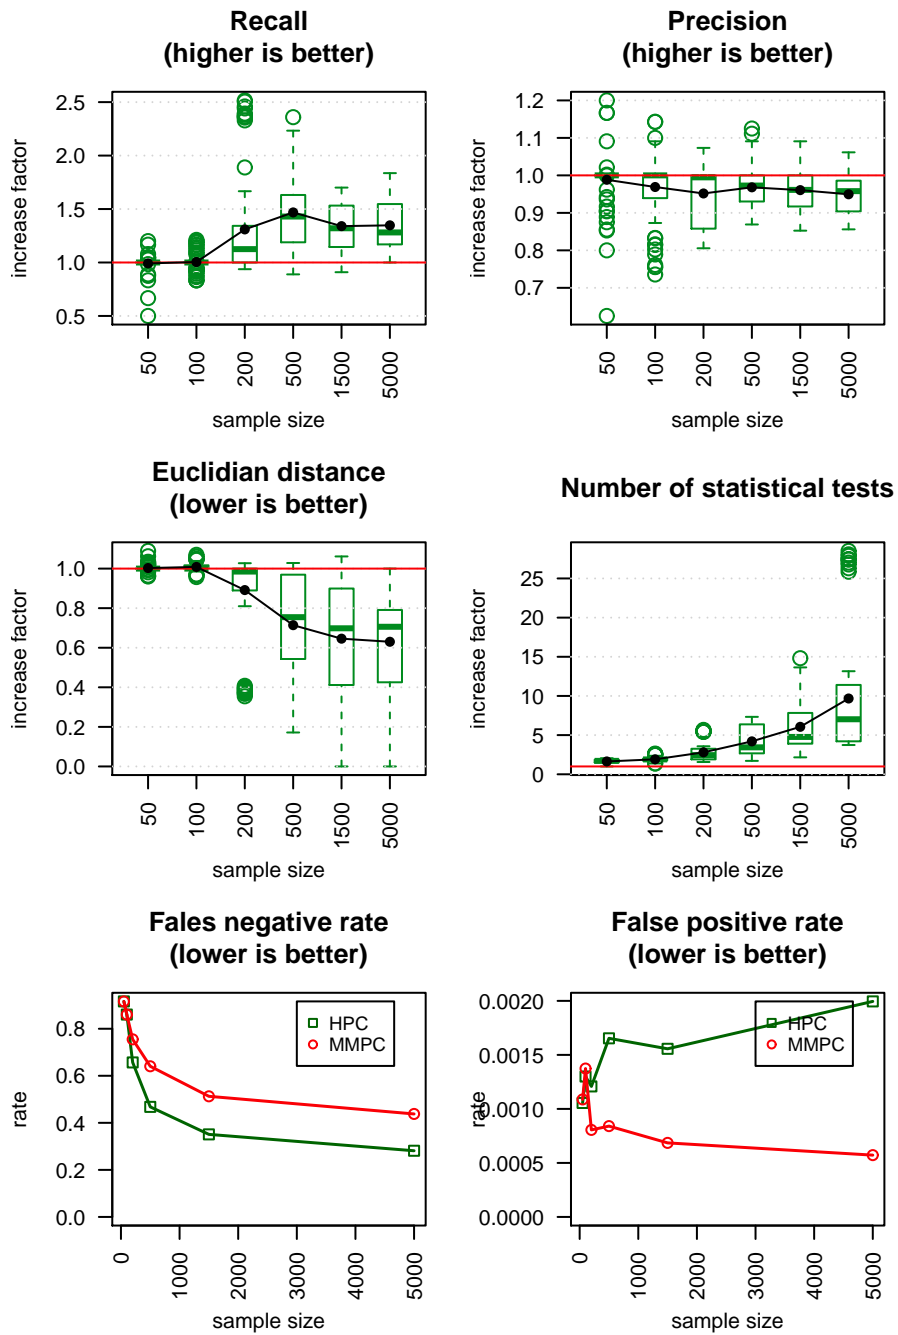 Recall
(higher is better)
increase factor
2.5
2.0
1.5
1.0
0.5
50
100
200
500
1500
5000
sample size
Precision
(higher is better)
increase factor
1.2
1.1
1.0
0.9
0.8
0.7
50
100
200
500
1500
5000
sample size
Euclidian distance
(lower is better)
increase factor
1.0
0.8
0.6
0.4
0.2
0.0
50
100
200
500
1500
5000
sample size
Number of statistical tests
increase factor
25
20
15
10
5
0
50
100
200
500
1500
5000
sample size
Fales negative rate
(lower is better)
rate
0.8
0.6
0.4
0.2
0.0
HPC
MMPC
0
1000
2000
3000
4000
5000
sample size
False positive rate
(lower is better)
rate
0.0020
0.0015
0.0010
0.0005
0.0000
HPC
MMPC
0
1000
2000
3000
4000
5000
sample size